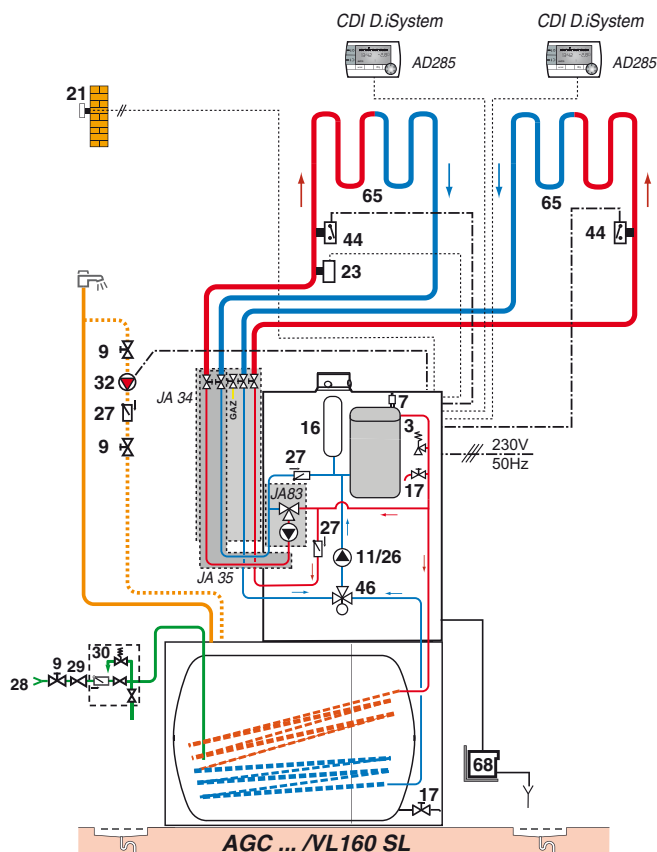 CDI D.iSystem
CDI D.iSystem
AD285
AD285
21
65
65
44
44
23
9
32
JA 34
GAZ
27
7
16
3
9
27
230V
50Hz
17
JA83
27
11/26
JA 35
46
30
9
29
28
68
17
AGC ... /VL160 SL